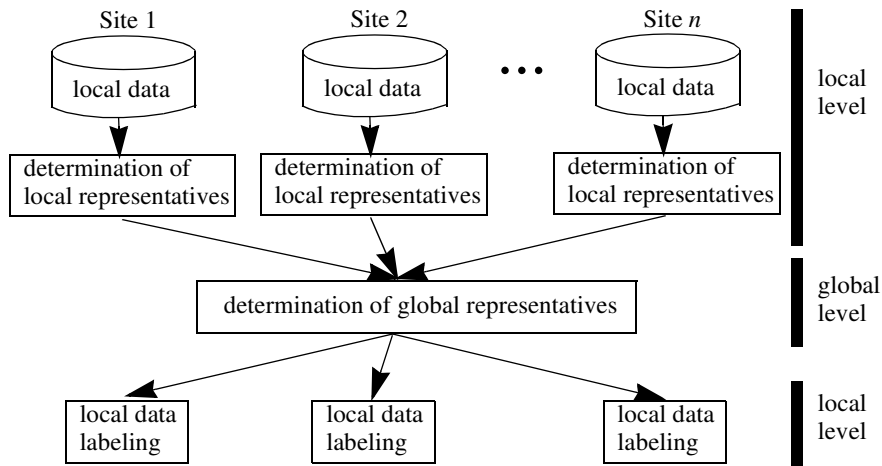 Site 1
Site 2
Site n
local data
local data
local data
local
level
determination of
local representatives
determination of
local representatives
determination of
local representatives
determination of global representatives
global
level
local data
labeling
local data
labeling
local data
labeling
local
level